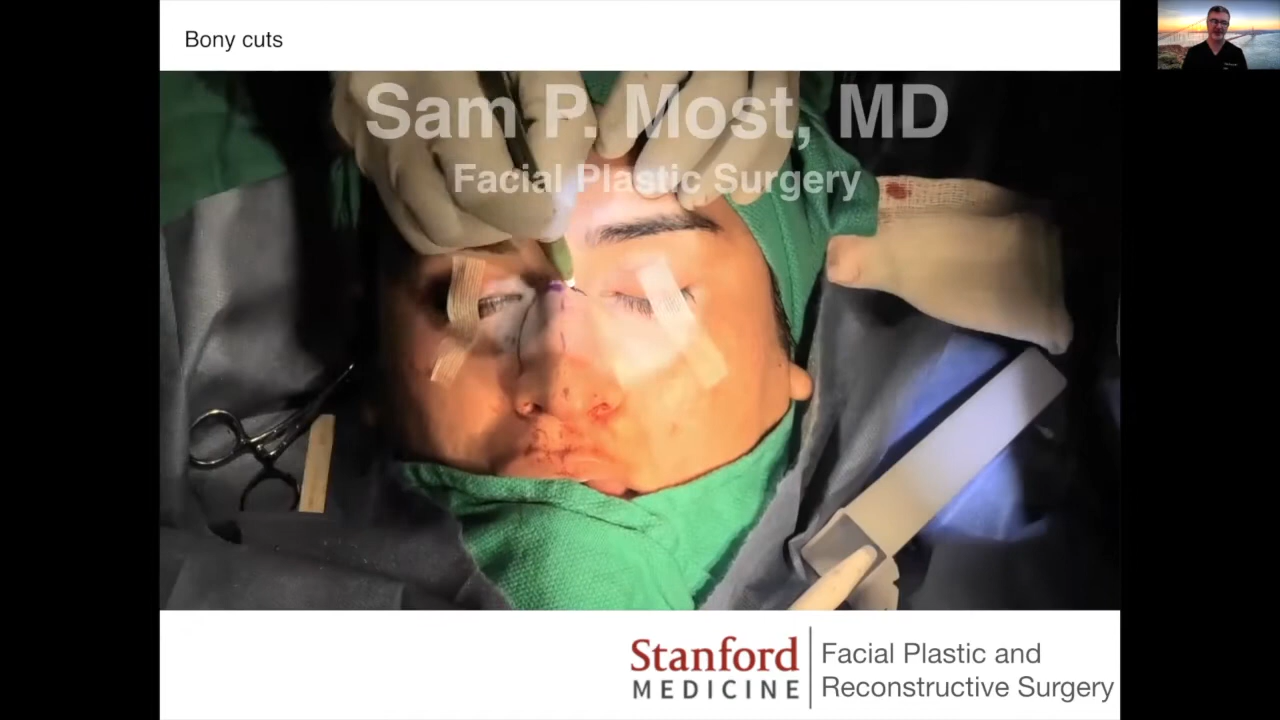 Bony cuts
Sam P. Most, MD
Facial Plastic Surgery
Stanford
MEDICINE
Facial Plastic and
Reconstructive Surgery